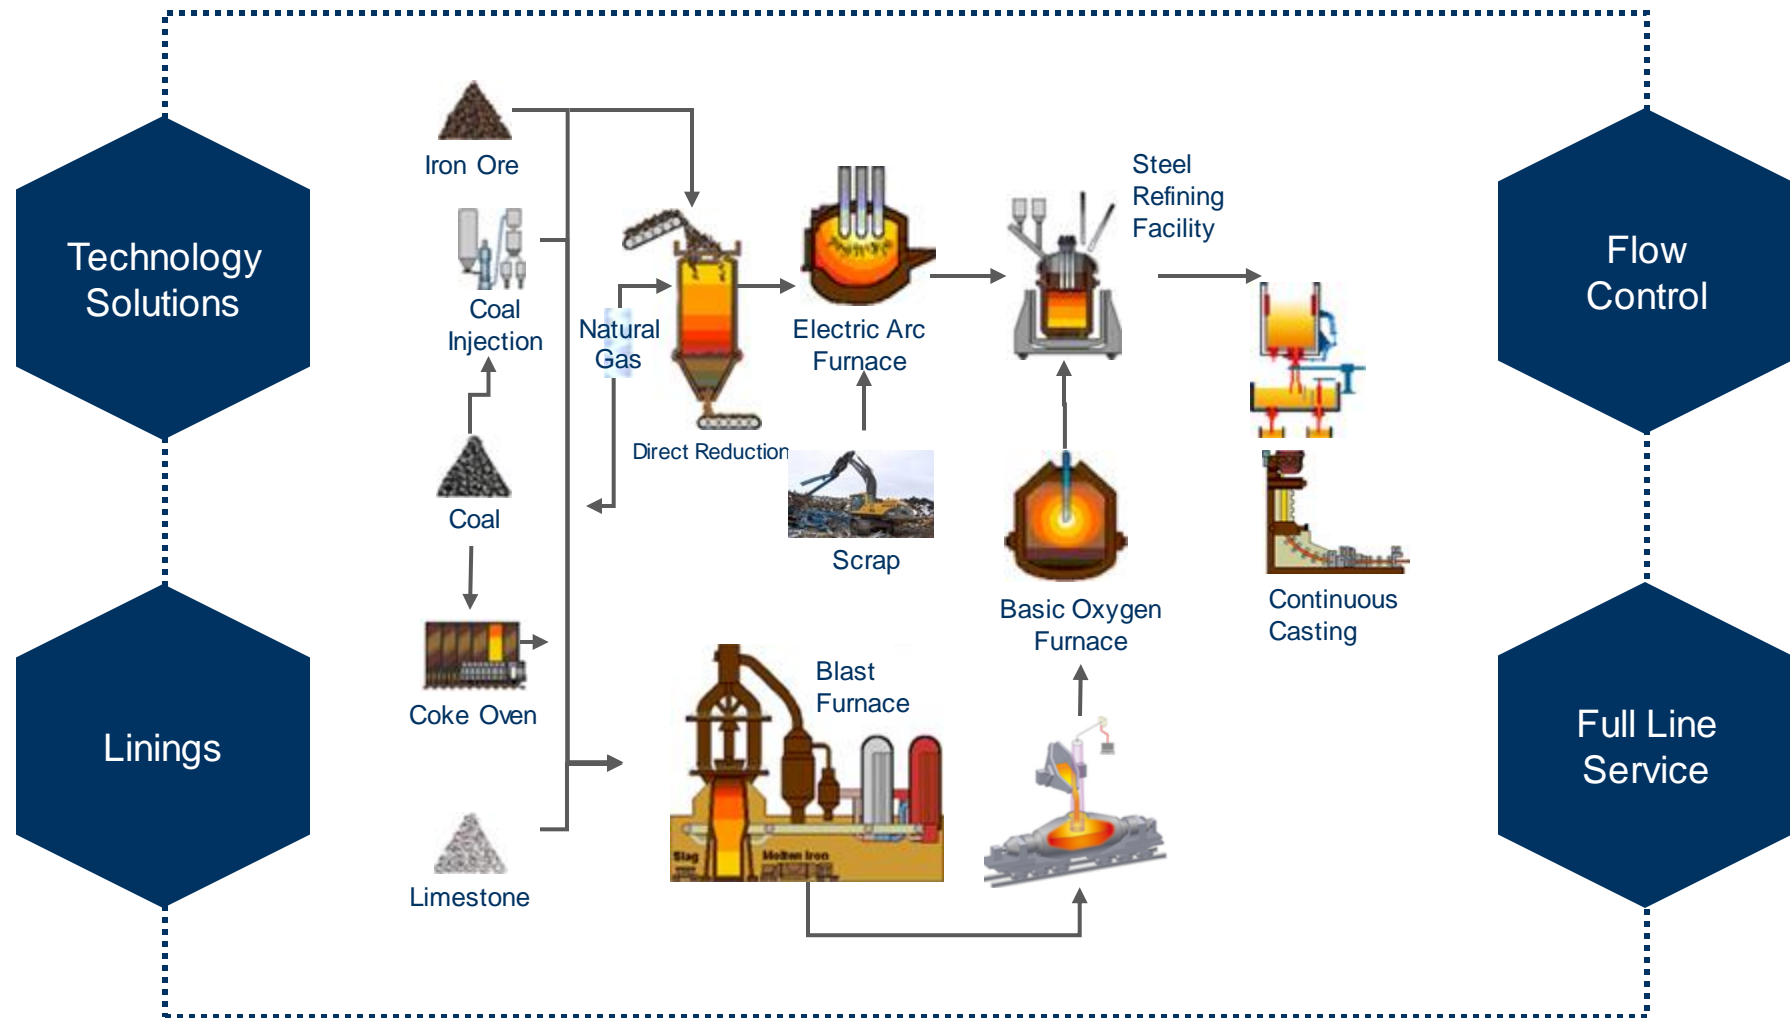 Technology
Solutions
Linings
Iron Ore
Coal
Injection
Coal
Coke Oven
Limestone
Natural
Gas
Direct Reduction
Electric Arc
Furnace
Scrap
Blast
Furnace
Slag
Molten Iron
Steel
Refining
Facility
Basic Oxygen
Furnace
Continuous
Casting
Flow
Control
Full Line
Service